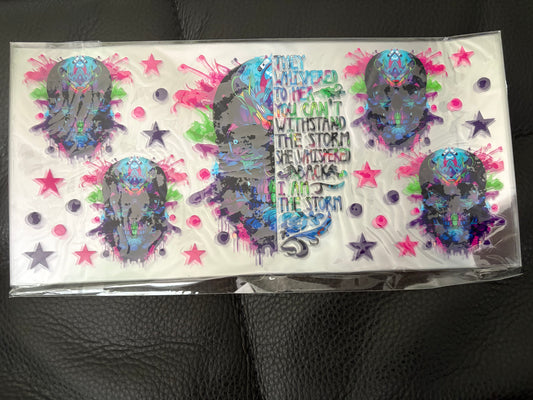 THEY
WHISPERED
TO HER
YOU CAN'T
WITHSTAND
THE STORM
SHE WHISPERED
BACK
I AM
THE STORM